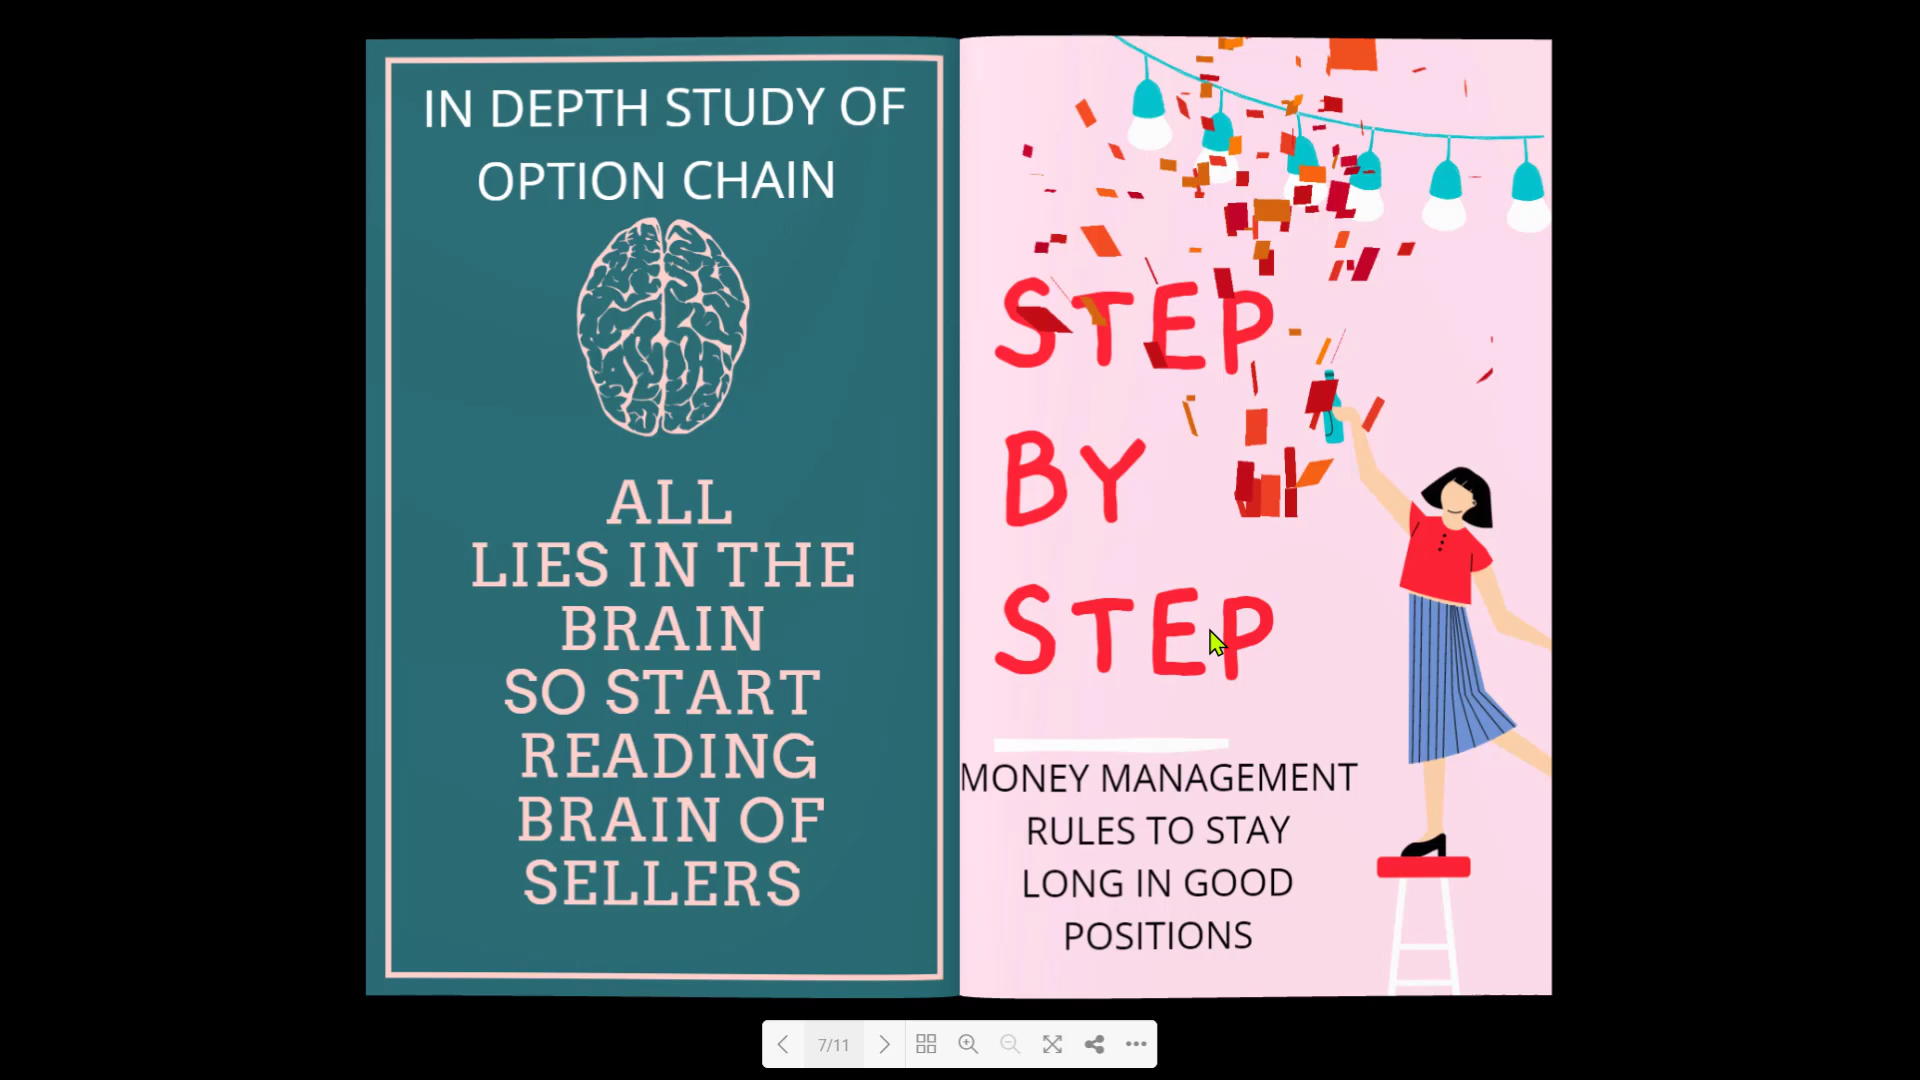 IN DEPTH STUDY OF
OPTION CHAIN
ALL
LIES IN THE
BRAIN
SO START
READING
BRAIN OF
SELLERS
STEP
BY
STEP
MONEY MANAGEMENT
RULES TO STAY
LONG IN GOOD
POSITIONS
7/11